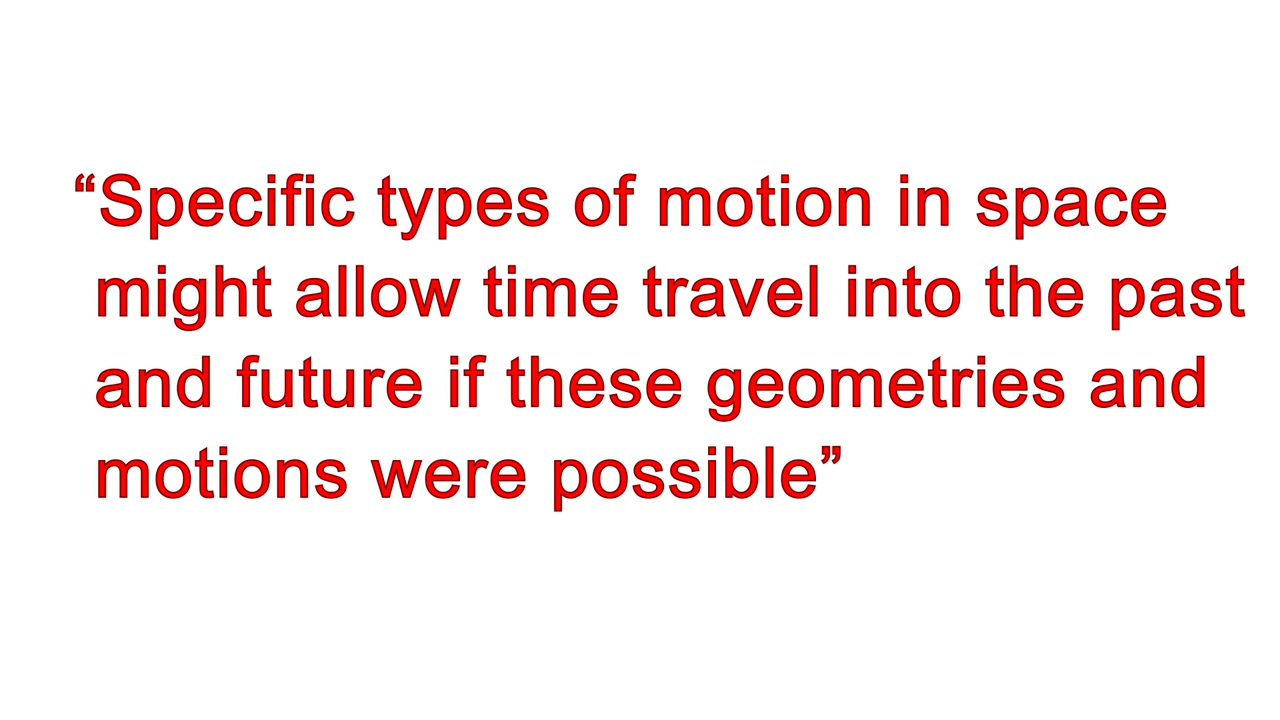 “Specific types of motion in space
might allow time travel into the past
and future if these geometries and
motions were possible”